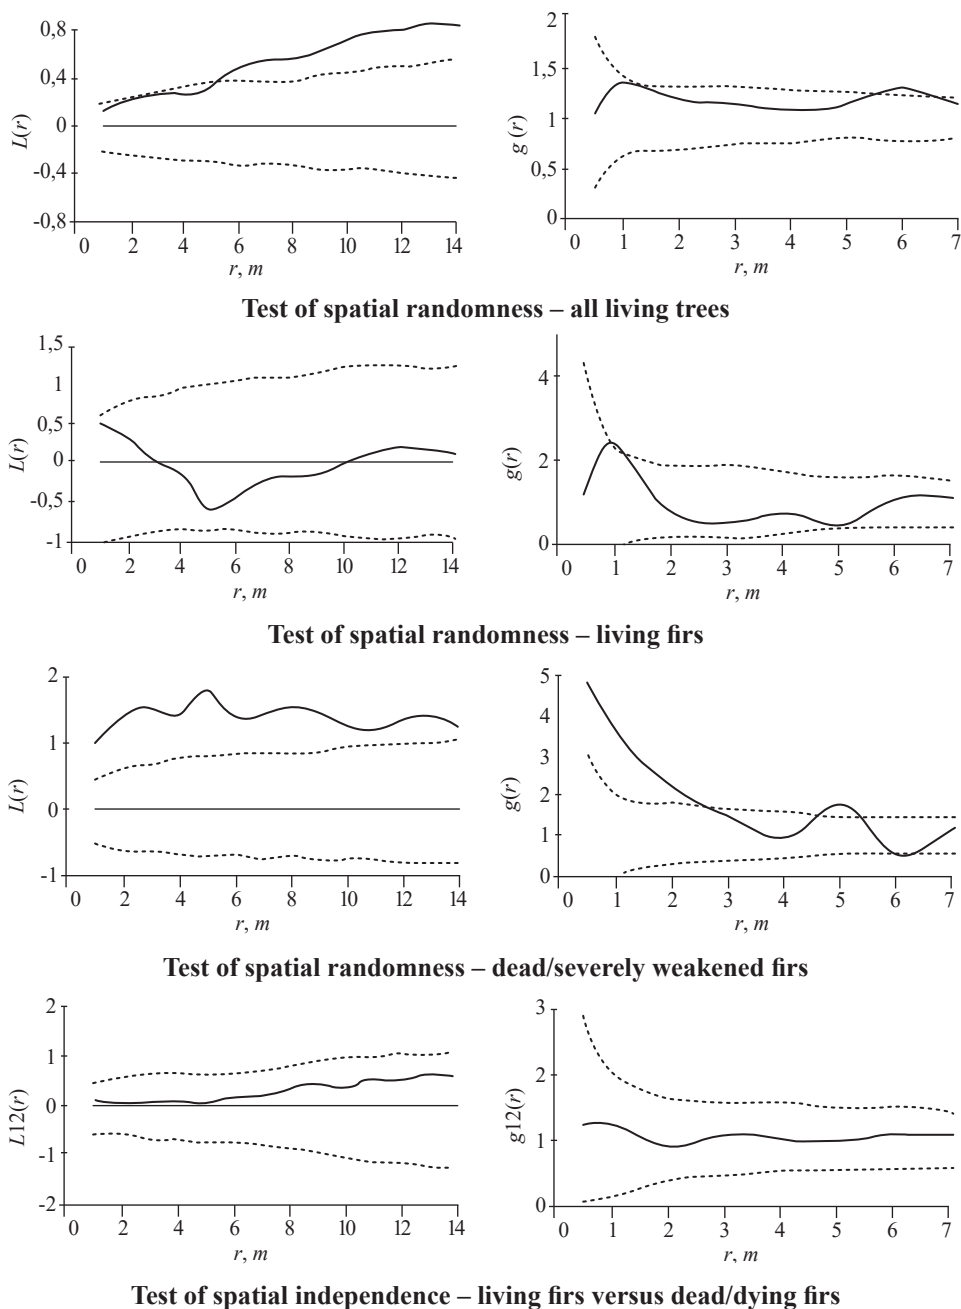 0,8
0,4
0
-0,4
-0,8
L(r)
0 2 4 6 8 10 12 14
r, m
2
1,5
1
0,5
0
g (r)
0 1 2 3 4 5 6 7
r, m
Test of spatial randomness – all living trees
1,5
1
0,5
0
-0,5
-1
L(r)
0 2 4 6 8 10 12 14
r, m
4
2
0
g(r)
0 1 2 3 4 5 6 7
r, m
Test of spatial randomness – living firs
2
1
0
-1
L(r)
0 2 4 6 8 10 12 14
r, m
5
4
3
2
1
0
g(r)
0 1 2 3 4 5 6 7
r, m
Test of spatial randomness – dead/severely weakened firs
2
1
0
-1
-2
L12(r)
0 2 4 6 8 10 12 14
r, m
3
2
1
0
g12(r)
0 1 2 3 4 5 6 7
r, m
Test of spatial independence – living firs versus dead/dying firs